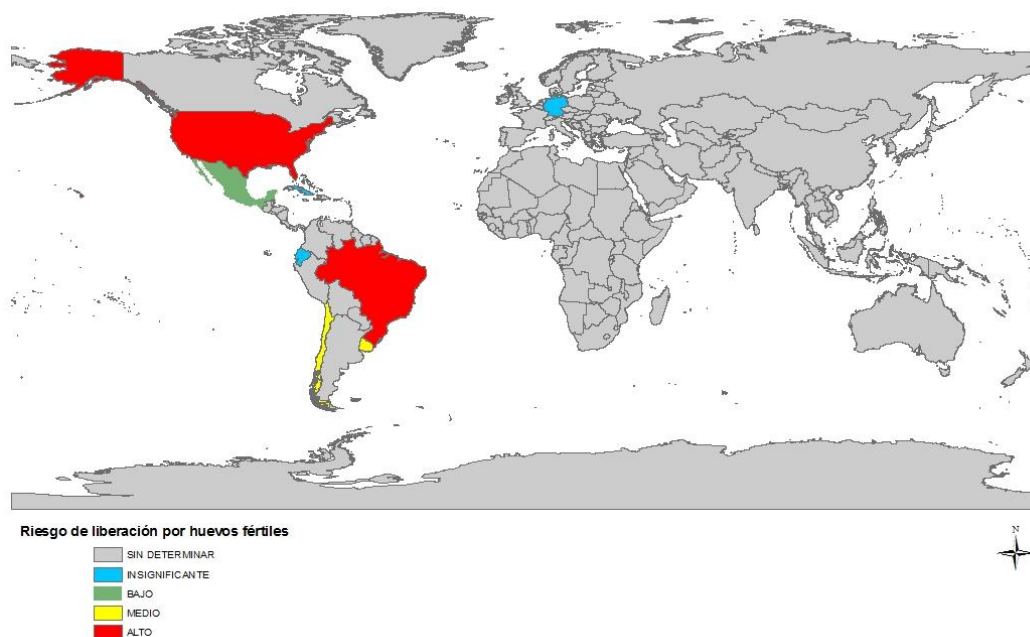 Riesgo de liberación por huevos fértiles
SIN DETERMINAR
INSIGNIFICANTE
BAJO
MEDIO
ALTO